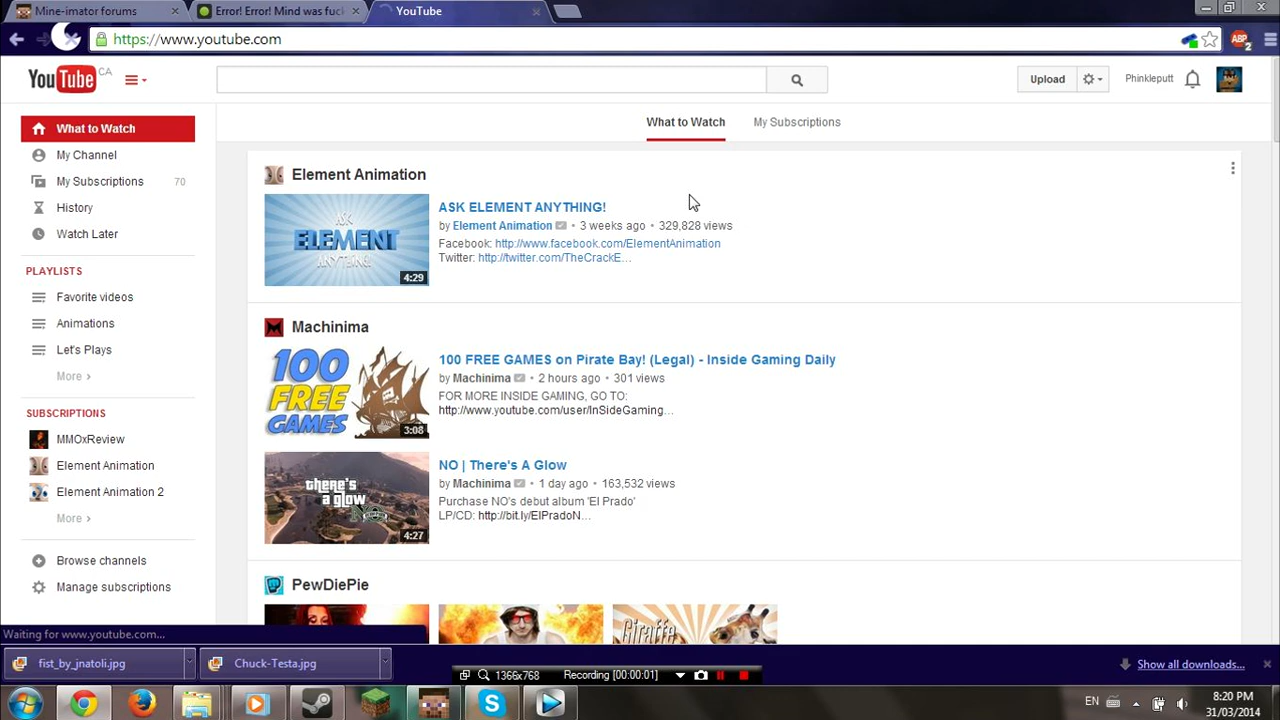 Mine-imator forums
Error! Error! Mind was fuc
YouTube
https://www.youtube.com
ABP
2
YouTube CA
Upload
Phinkleputt
What to Watch
My Subscriptions
What to Watch
My Channel
My Subscriptions 70
History
Watch Later
PLAYLISTS
Favorite videos
Animations
Let's Plays
More
SUBSCRIPTIONS
MMOxReview
Element Animation
Element Animation 2
More
Browse channels
Manage subscriptions
Element Animation
ASK
ELEMENT
ANYTHING!
4:29
ASK ELEMENT ANYTHING!
by Element Animation • 3 weeks ago • 329,828 views
Facebook: http://www.facebook.com/ElementAnimation
Twitter: http://twitter.com/TheCrackE...
Machinima
100
FREE
GAMES
3:08
100 FREE GAMES on Pirate Bay! (Legal) - Inside Gaming Daily
by Machinima • 2 hours ago • 301 views
FOR MORE INSIDE GAMING, GO TO:
http://www.youtube.com/user/InSideGaming...
there's
a glow
NO
4:27
NO | There's A Glow
by Machinima • 1 day ago • 163,532 views
Purchase NO's debut album 'El Prado'
LP/CD: http://bit.ly/ElPradoN...
PewDiePie
Giraffe
Waiting for www.youtube.com...
fist_by_jnatoli.jpg
Chuck-Testa.jpg
Show all downloads...
1366x768
Recording [00:00:01]
EN
8:20 PM
31/03/2014